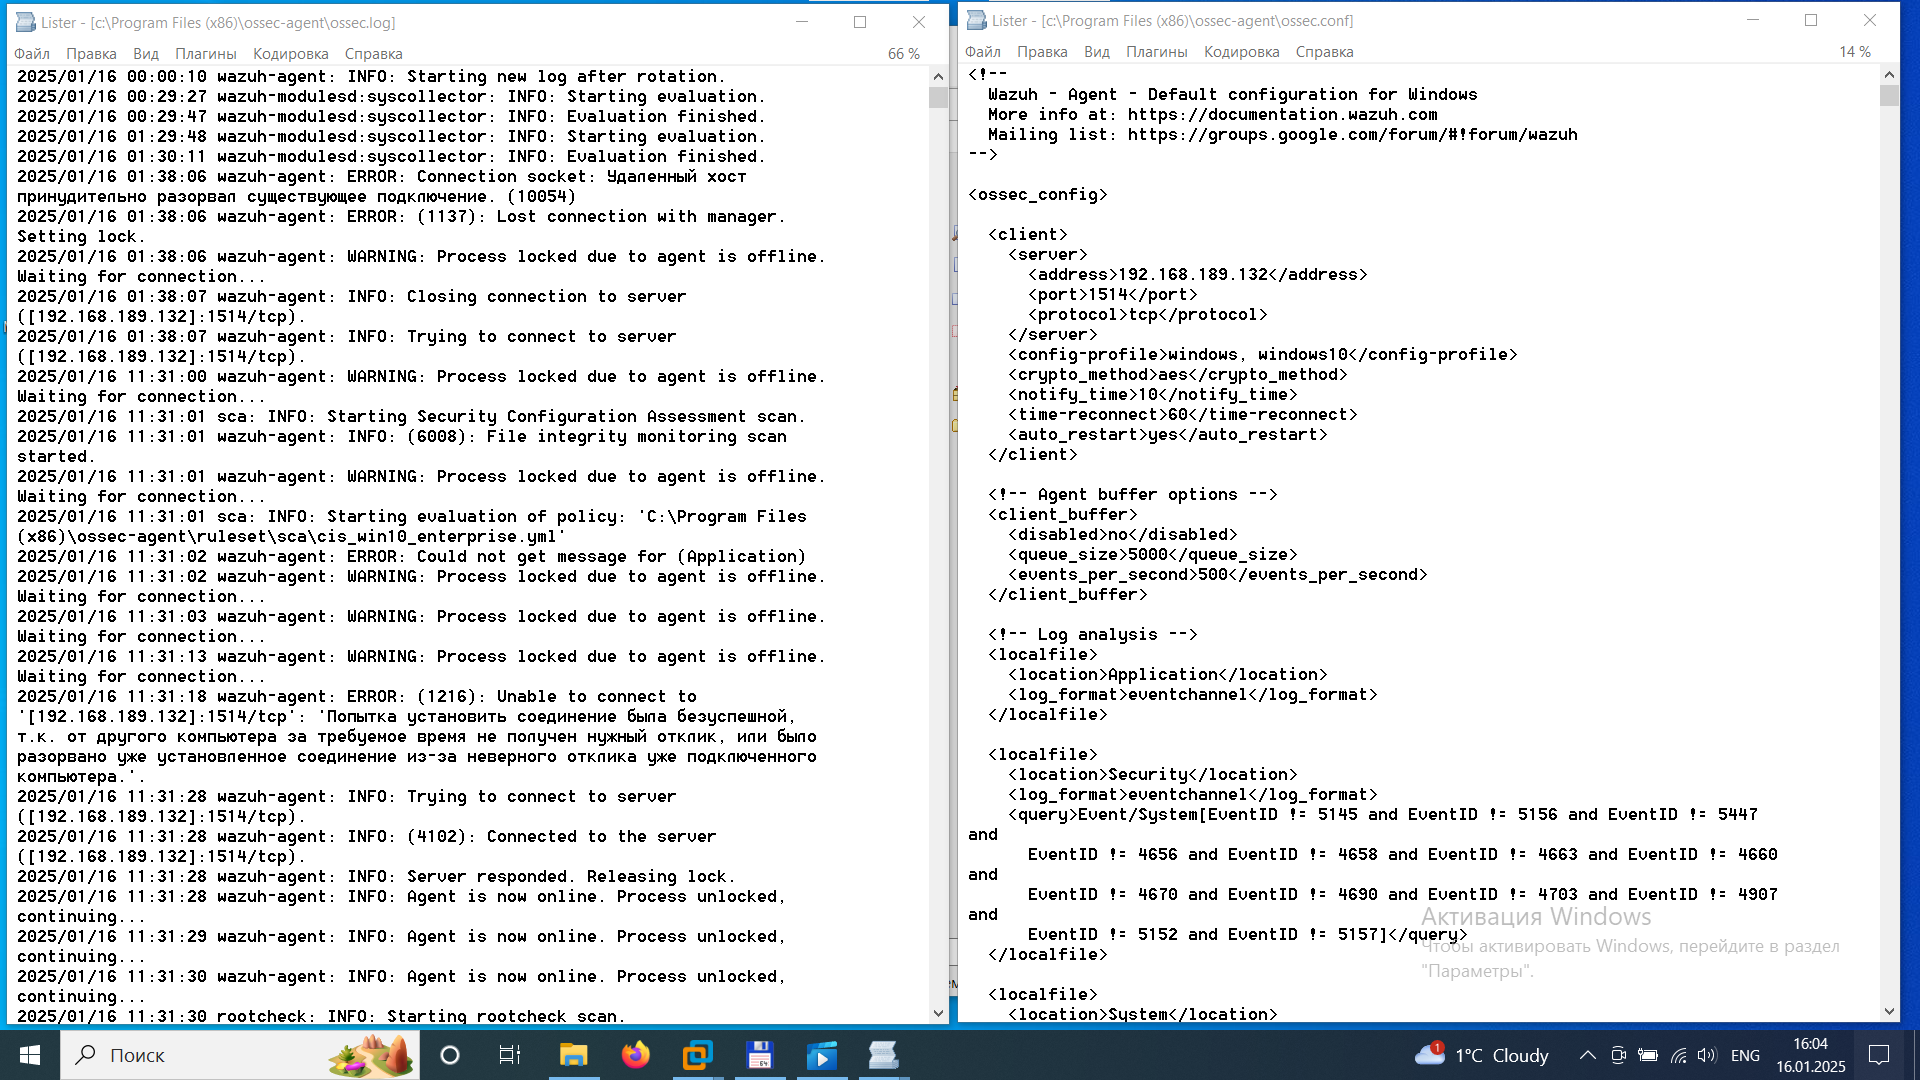 Lister - [c:\Program Files (x86)\ossec-agent\ossec.log]
Файл Правка Вид Плагины Кодировка Справка 66 %
2025/01/16 00:00:10 wazuh-agent: INFO: Starting new log after rotation.
2025/01/16 00:29:27 wazuh-modulesd:syscollector: INFO: Starting evaluation.
2025/01/16 00:29:47 wazuh-modulesd:syscollector: INFO: Evaluation finished.
2025/01/16 01:29:48 wazuh-modulesd:syscollector: INFO: Starting evaluation.
2025/01/16 01:30:11 wazuh-modulesd:syscollector: INFO: Evaluation finished.
2025/01/16 01:38:06 wazuh-agent: ERROR: Connection socket: Удаленный хост
принудительно разорвал существующее подключение. (10054)
2025/01/16 01:38:06 wazuh-agent: ERROR: (1137): Lost connection with manager.
Setting lock.
2025/01/16 01:38:06 wazuh-agent: WARNING: Process locked due to agent is offline.
Waiting for connection...
2025/01/16 01:38:07 wazuh-agent: INFO: Closing connection to server
([192.168.189.132]:1514/tcp).
2025/01/16 01:38:07 wazuh-agent: INFO: Trying to connect to server
([192.168.189.132]:1514/tcp).
2025/01/16 11:31:00 wazuh-agent: WARNING: Process locked due to agent is offline.
Waiting for connection...
2025/01/16 11:31:01 sca: INFO: Starting Security Configuration Assessment scan.
2025/01/16 11:31:01 wazuh-agent: INFO: (6008): File integrity monitoring scan
started.
2025/01/16 11:31:01 wazuh-agent: WARNING: Process locked due to agent is offline.
Waiting for connection...
2025/01/16 11:31:01 sca: INFO: Starting evaluation of policy: 'C:\Program Files
(x86)\ossec-agent\ruleset\sca\cis_win10_enterprise.yml'
2025/01/16 11:31:02 wazuh-agent: ERROR: Could not get message for (Application)
2025/01/16 11:31:02 wazuh-agent: WARNING: Process locked due to agent is offline.
Waiting for connection...
2025/01/16 11:31:03 wazuh-agent: WARNING: Process locked due to agent is offline.
Waiting for connection...
2025/01/16 11:31:13 wazuh-agent: WARNING: Process locked due to agent is offline.
Waiting for connection...
2025/01/16 11:31:18 wazuh-agent: ERROR: (1216): Unable to connect to
'[192.168.189.132]:1514/tcp': 'Попытка установить соединение была безуспешной,
т.к. от другого компьютера за требуемое время не получен нужный отклик, или было
разорвано уже установленное соединение из-за неверного отклика уже подключенного
компьютера.'.
2025/01/16 11:31:28 wazuh-agent: INFO: Trying to connect to server
([192.168.189.132]:1514/tcp).
2025/01/16 11:31:28 wazuh-agent: INFO: (4102): Connected to the server
([192.168.189.132]:1514/tcp).
2025/01/16 11:31:28 wazuh-agent: INFO: Server responded. Releasing lock.
2025/01/16 11:31:28 wazuh-agent: INFO: Agent is now online. Process unlocked,
continuing...
2025/01/16 11:31:29 wazuh-agent: INFO: Agent is now online. Process unlocked,
continuing...
2025/01/16 11:31:30 wazuh-agent: INFO: Agent is now online. Process unlocked,
continuing...
2025/01/16 11:31:30 rootcheck: INFO: Starting rootcheck scan.
Lister - [c:\Program Files (x86)\ossec-agent\ossec.conf]
Файл Правка Вид Плагины Кодировка Справка 14 %
<!--
Wazuh - Agent - Default configuration for Windows
More info at: https://documentation.wazuh.com
Mailing list: https://groups.google.com/forum/#!forum/wazuh
-->
<ossec_config>
<client>
<server>
<address>192.168.189.132</address>
<port>1514</port>
<protocol>tcp</protocol>
</server>
<config-profile>windows, windows10</config-profile>
<crypto_method>aes</crypto_method>
<notify_time>10</notify_time>
<time-reconnect>60</time-reconnect>
<auto_restart>yes</auto_restart>
</client>
<!-- Agent buffer options -->
<client_buffer>
<disabled>no</disabled>
<queue_size>5000</queue_size>
<events_per_second>500</events_per_second>
</client_buffer>
<!-- Log analysis -->
<localfile>
<location>Application</location>
<log_format>eventchannel</log_format>
</localfile>
<localfile>
<location>Security</location>
<log_format>eventchannel</log_format>
<query>Event/System[EventID != 5145 and EventID != 5156 and EventID != 5447
and
EventID != 4656 and EventID != 4658 and EventID != 4663 and EventID != 4660
and
EventID != 4670 and EventID != 4690 and EventID != 4703 and EventID != 4907
and
EventID != 5152 and EventID != 5157]</query>
</localfile>
<localfile>
<location>System</location>
Активация Windows
Чтобы активировать Windows, перейдите в раздел
"Параметры".
Поиск
64
1
1°C Cloudy
ENG
16:04
16.01.2025